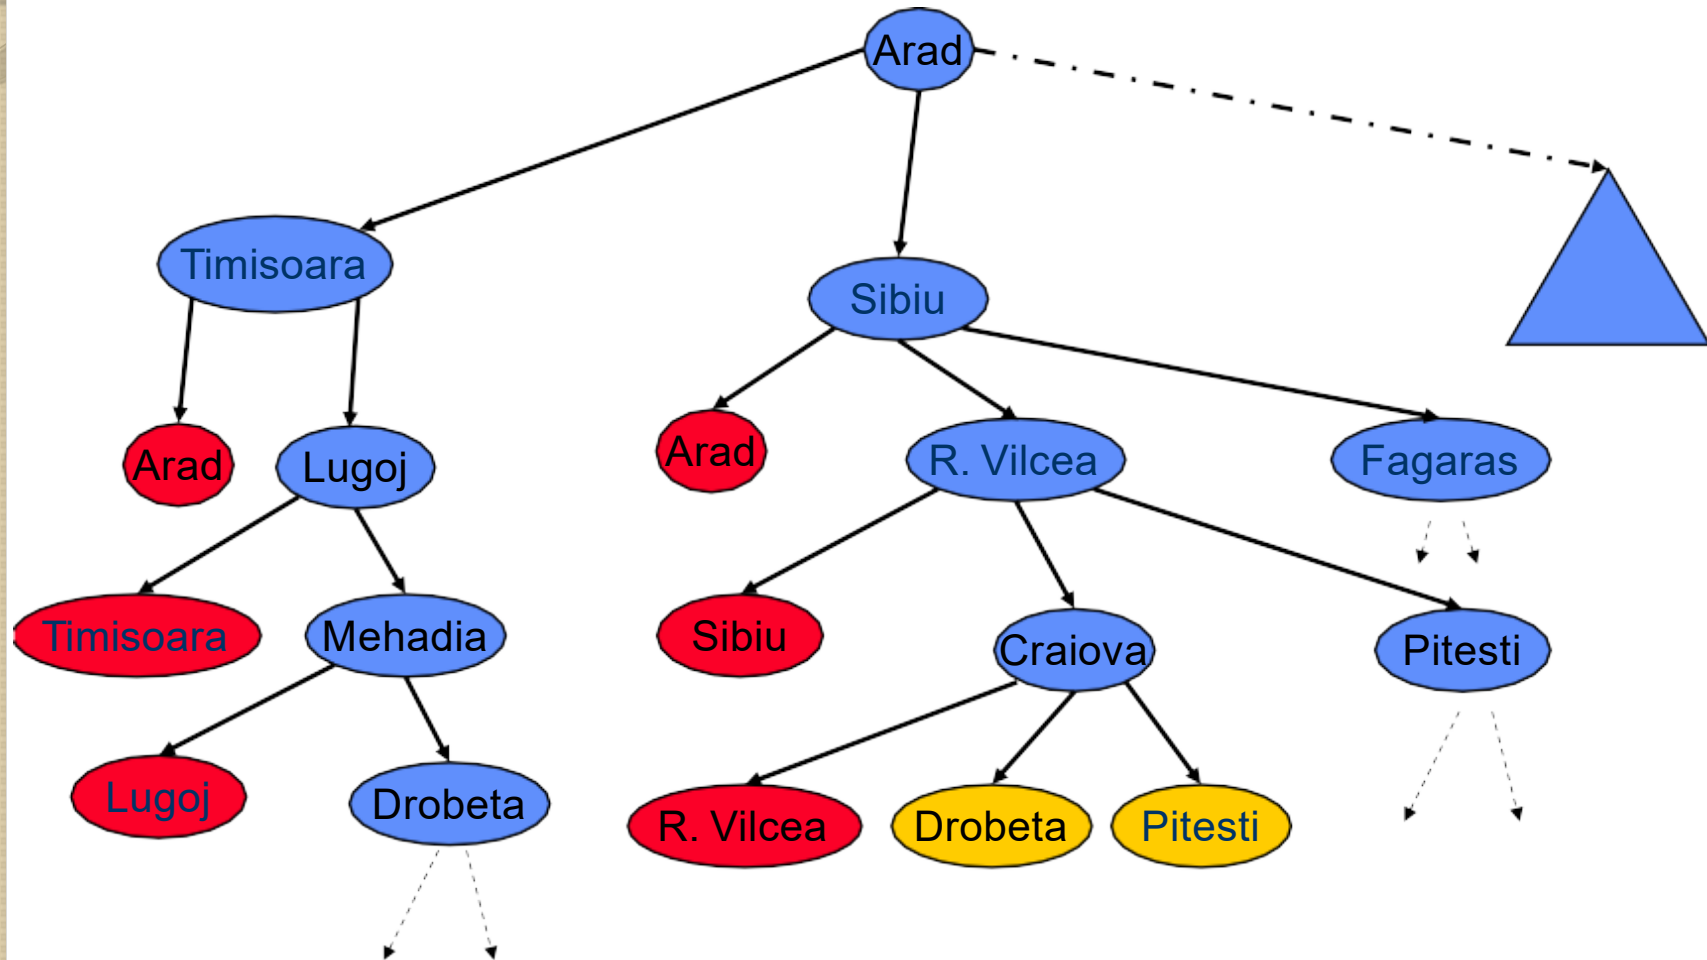 Arad
Timisoara
Sibiu
Arad
Lugoj
Arad
R. Vilcea
Fagaras
Timisoara
Mehadia
Sibiu
Craiova
Pitesti
Lugoj
Drobeta
R. Vilcea
Drobeta
Pitesti